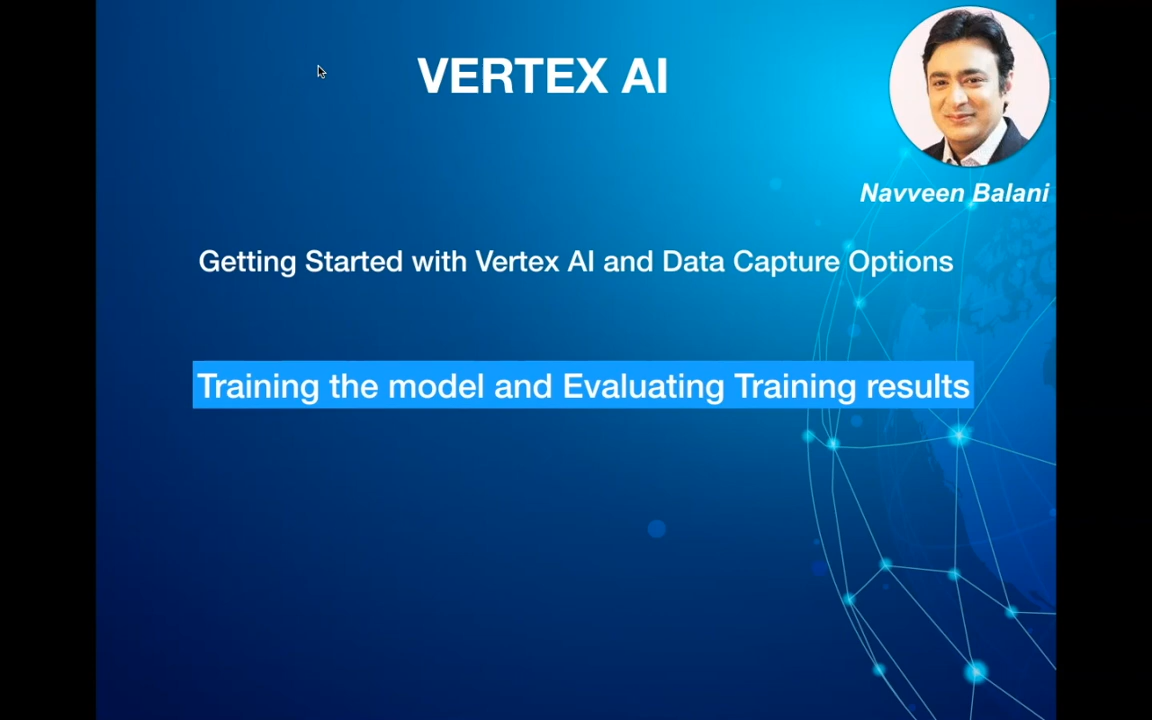 VERTEX AI
Navveen Balani
Getting Started with Vertex AI and Data Capture Options
Training the model and Evaluating Training results